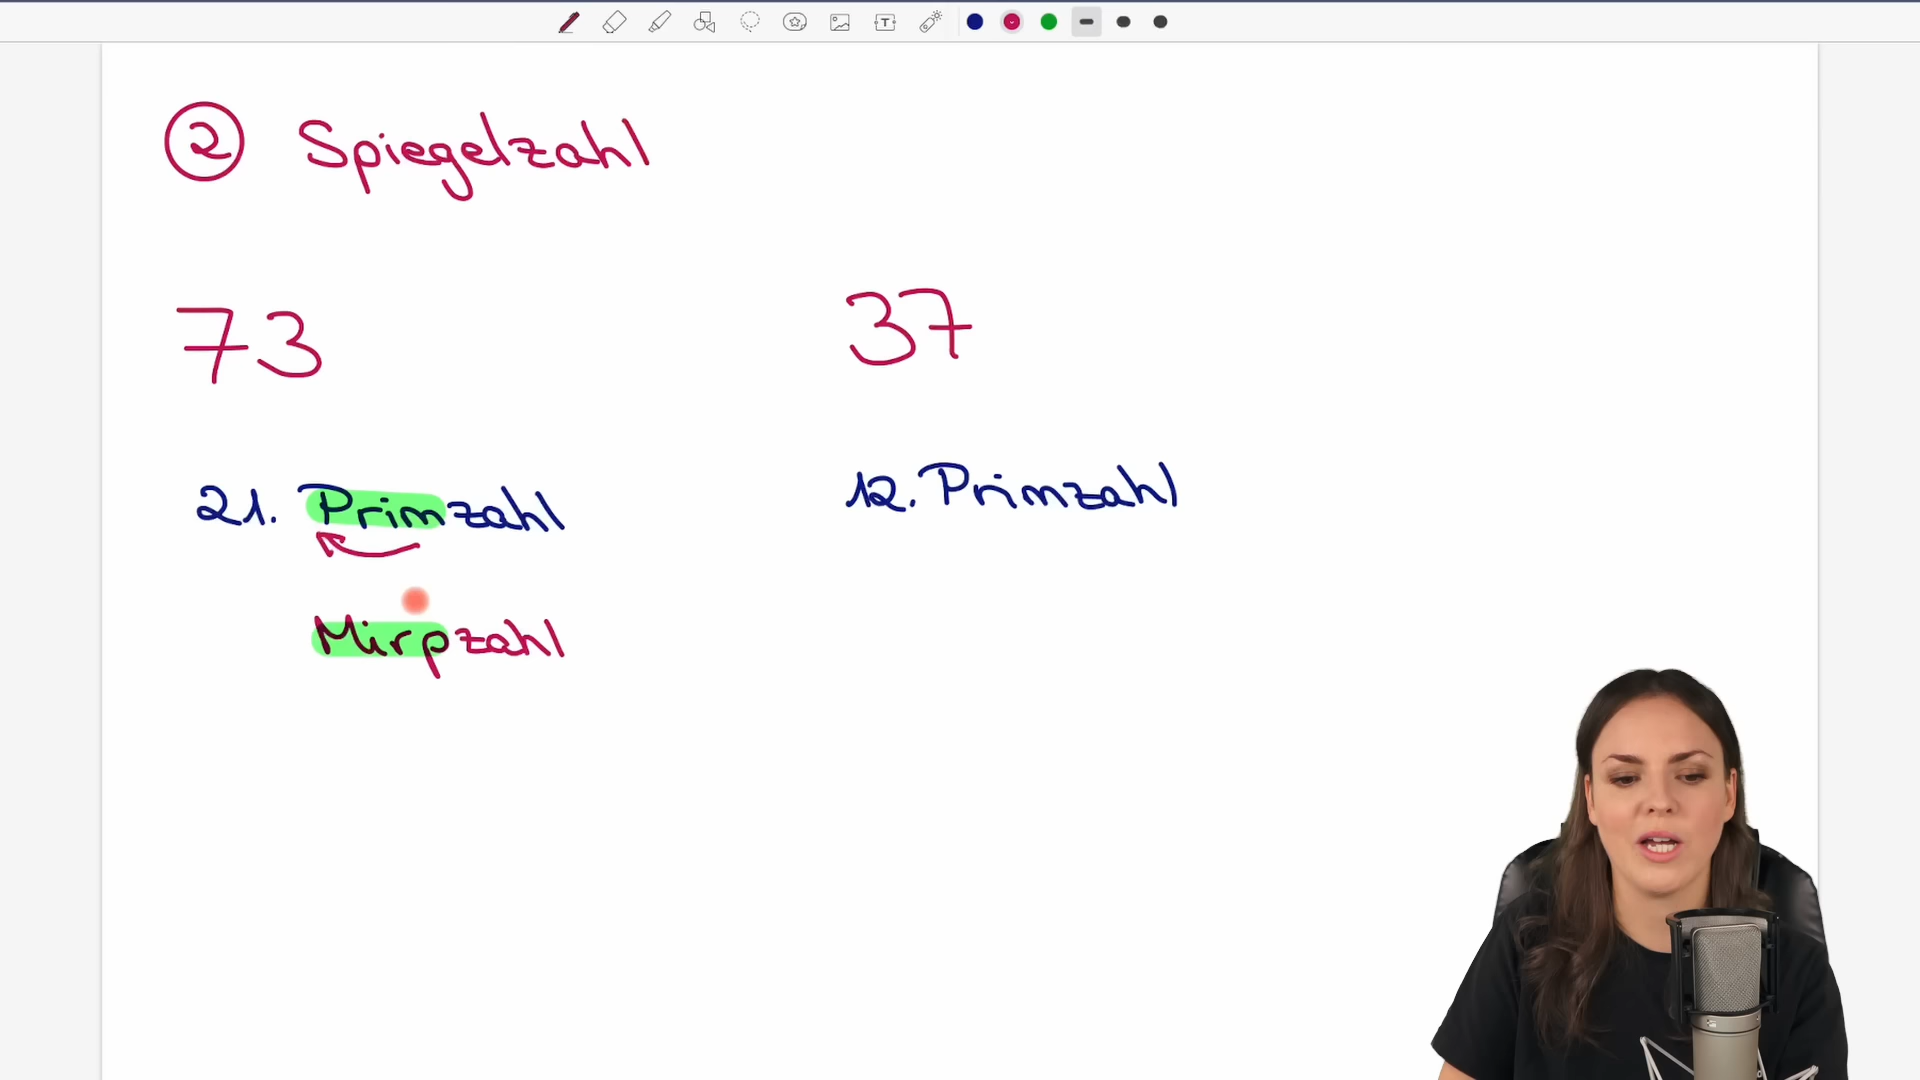 2 Spiegelzahl
73
37
21. Primzahl
12. Primzahl
Mirpzahl